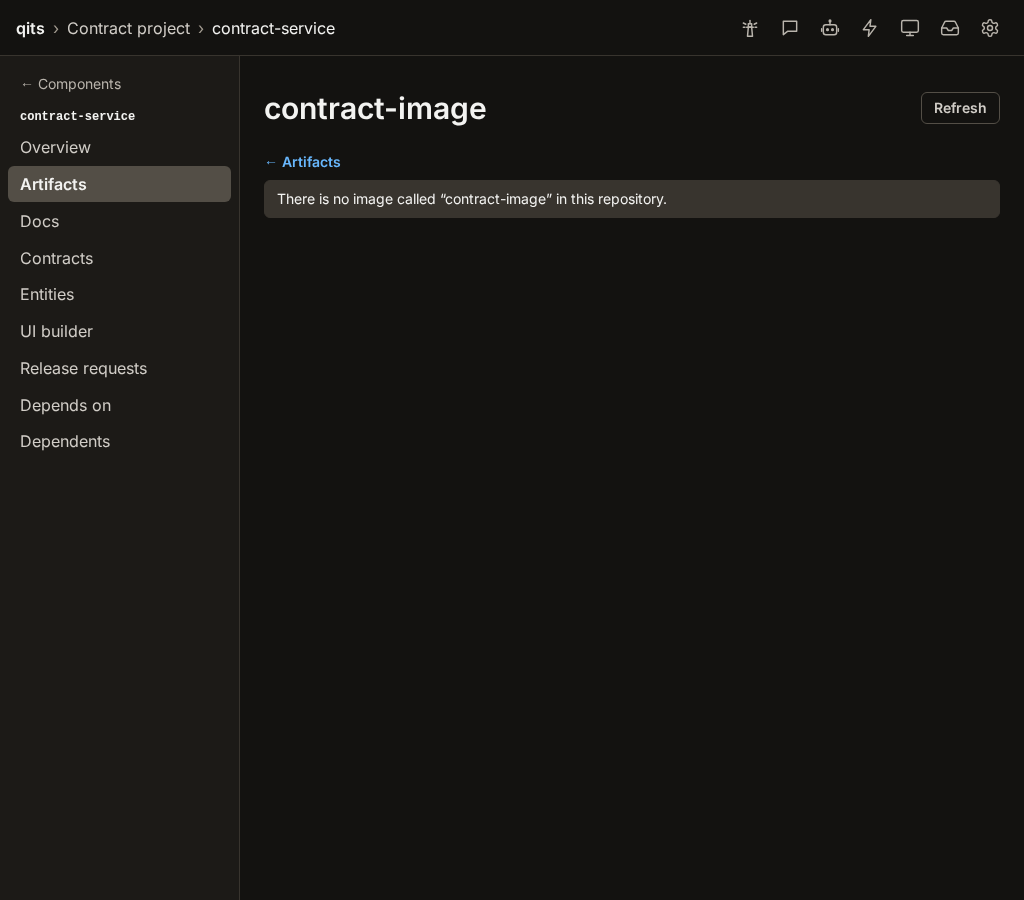 qits › Contract project › contract-service
← Components
contract-service
Overview
Artifacts
Docs
Contracts
Entities
UI builder
Release requests
Depends on
Dependents
contract-image
Refresh
← Artifacts
There is no image called “contract-image” in this repository.